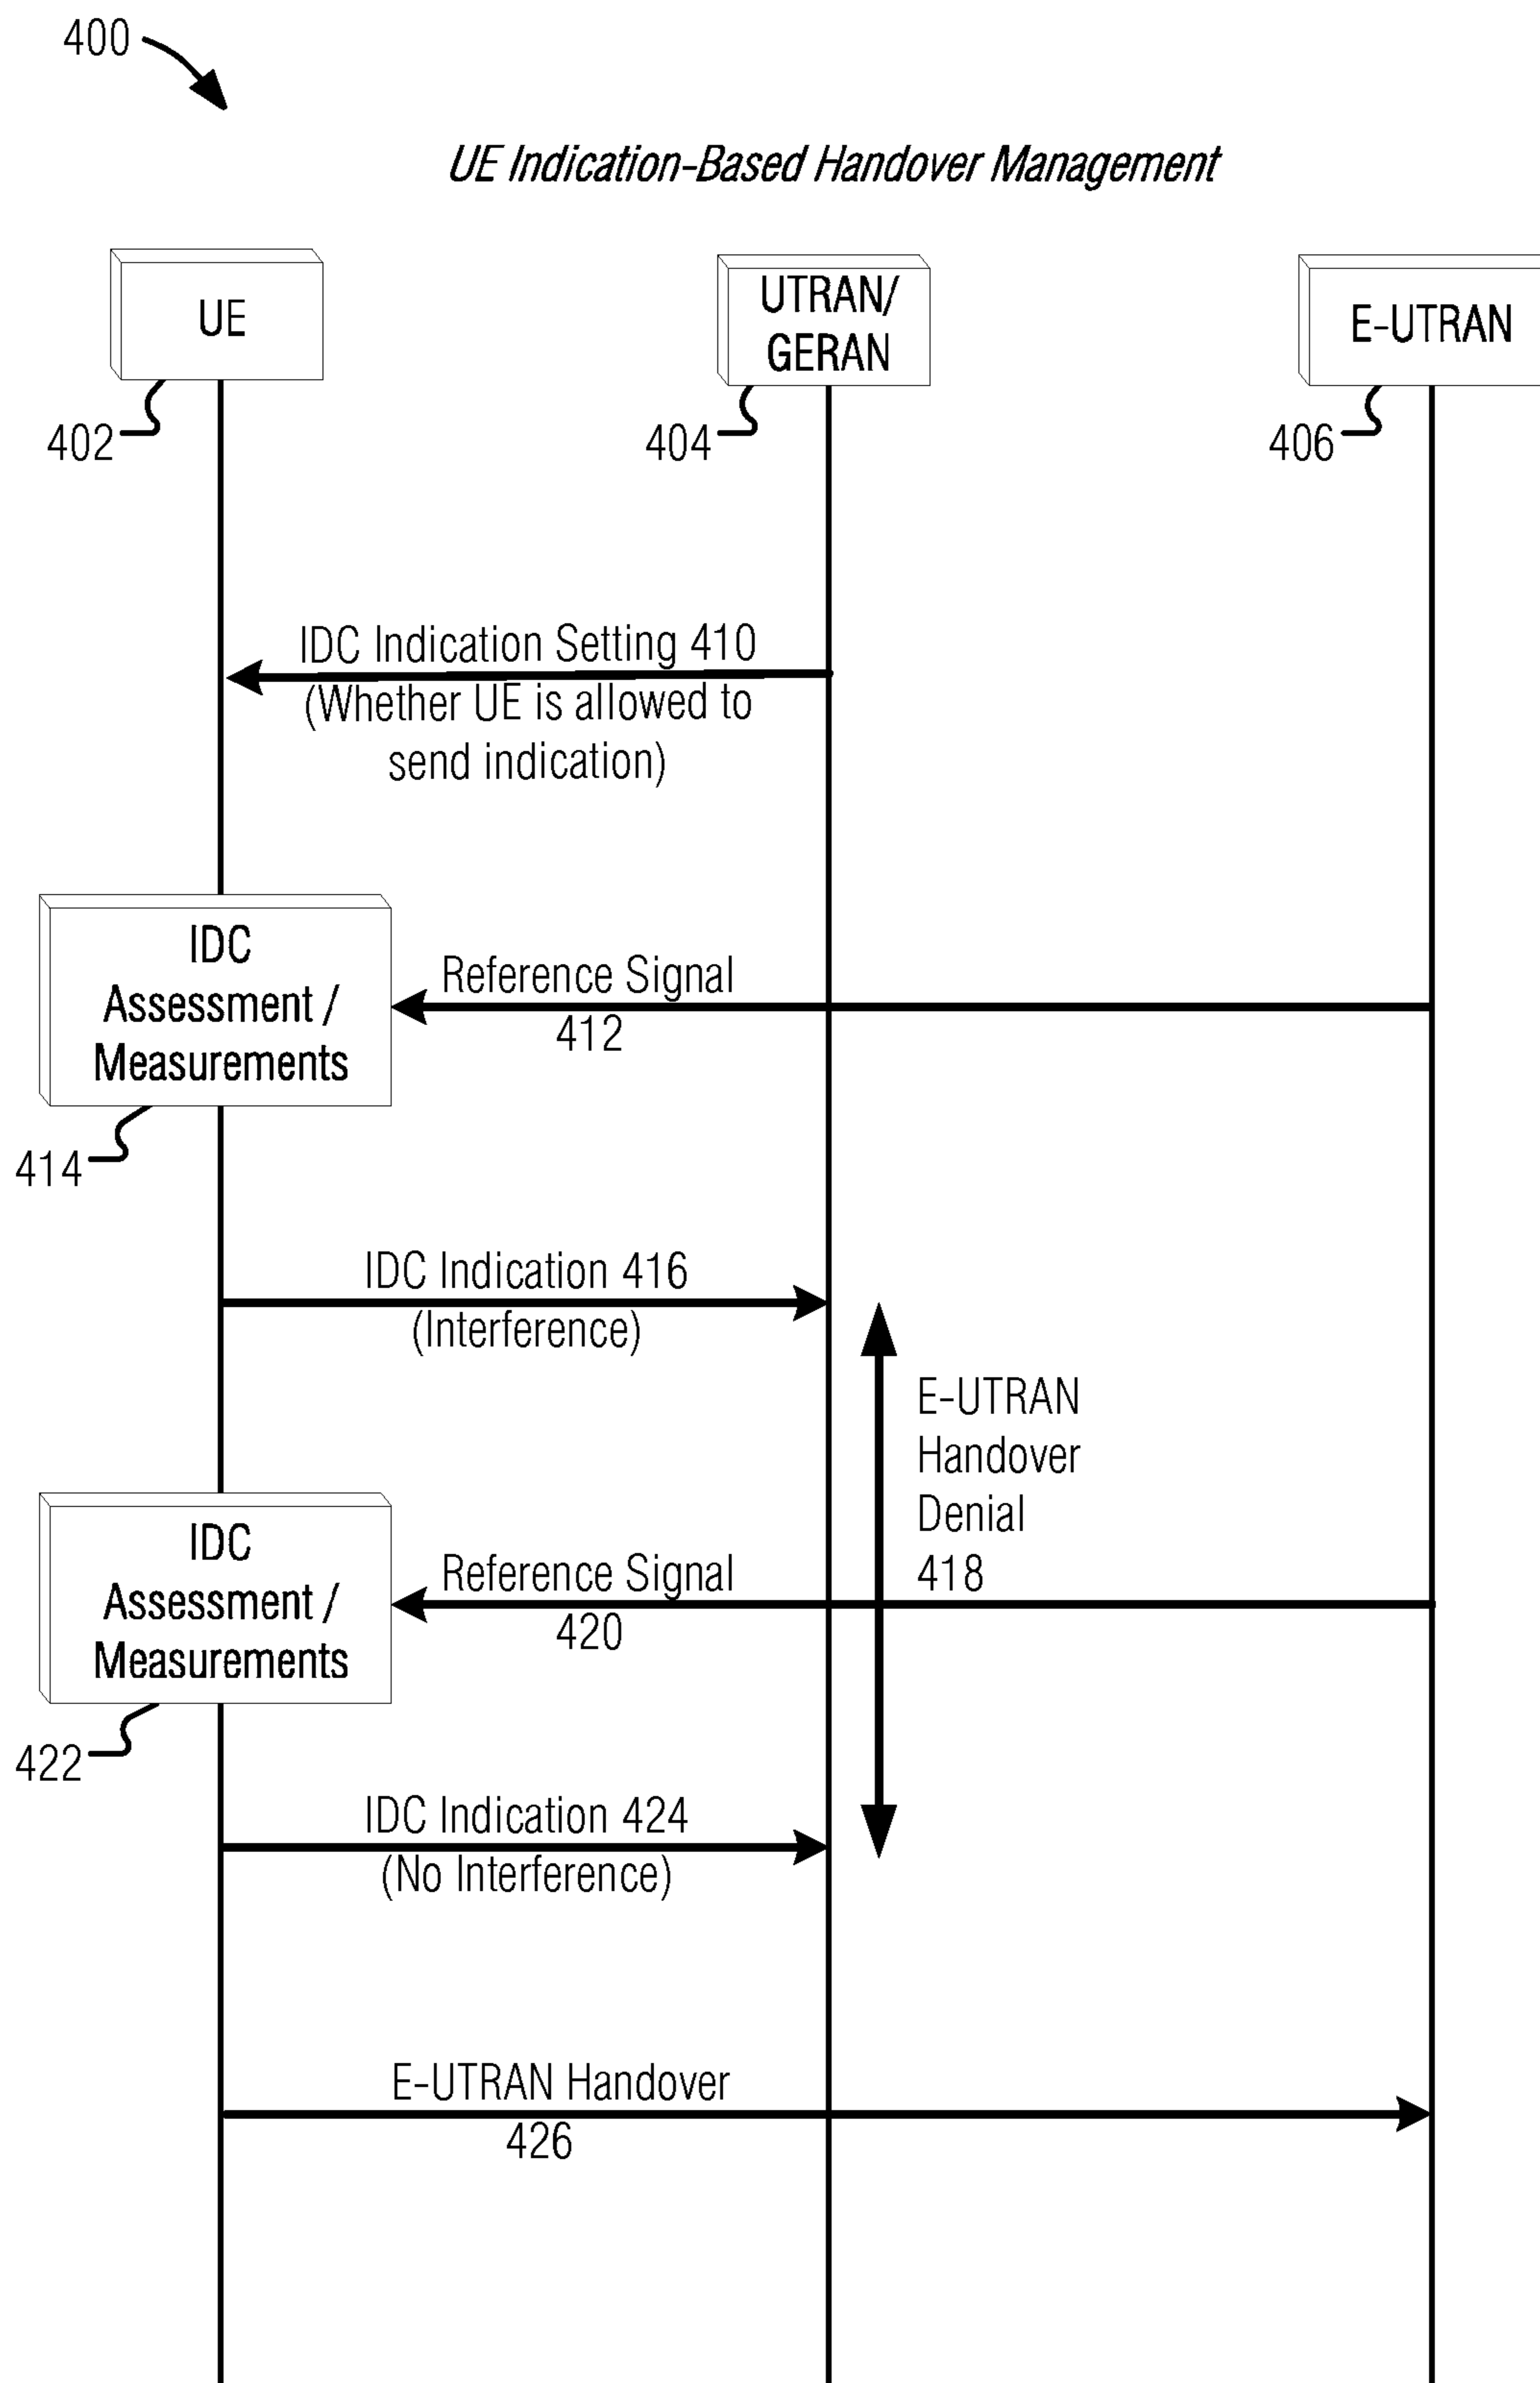 400
UE Indication-Based Handover Management
UE
UTRAN/
GERAN
E-UTRAN
402
404
406
IDC Indication Setting 410
(Whether UE is allowed to
send indication)
IDC
Assessment /
Measurements
Reference Signal
412
414
IDC Indication 416
(Interference)
E-UTRAN
Handover
Denial
418
IDC
Assessment /
Measurements
Reference Signal
420
422
IDC Indication 424
(No Interference)
E-UTRAN Handover
426